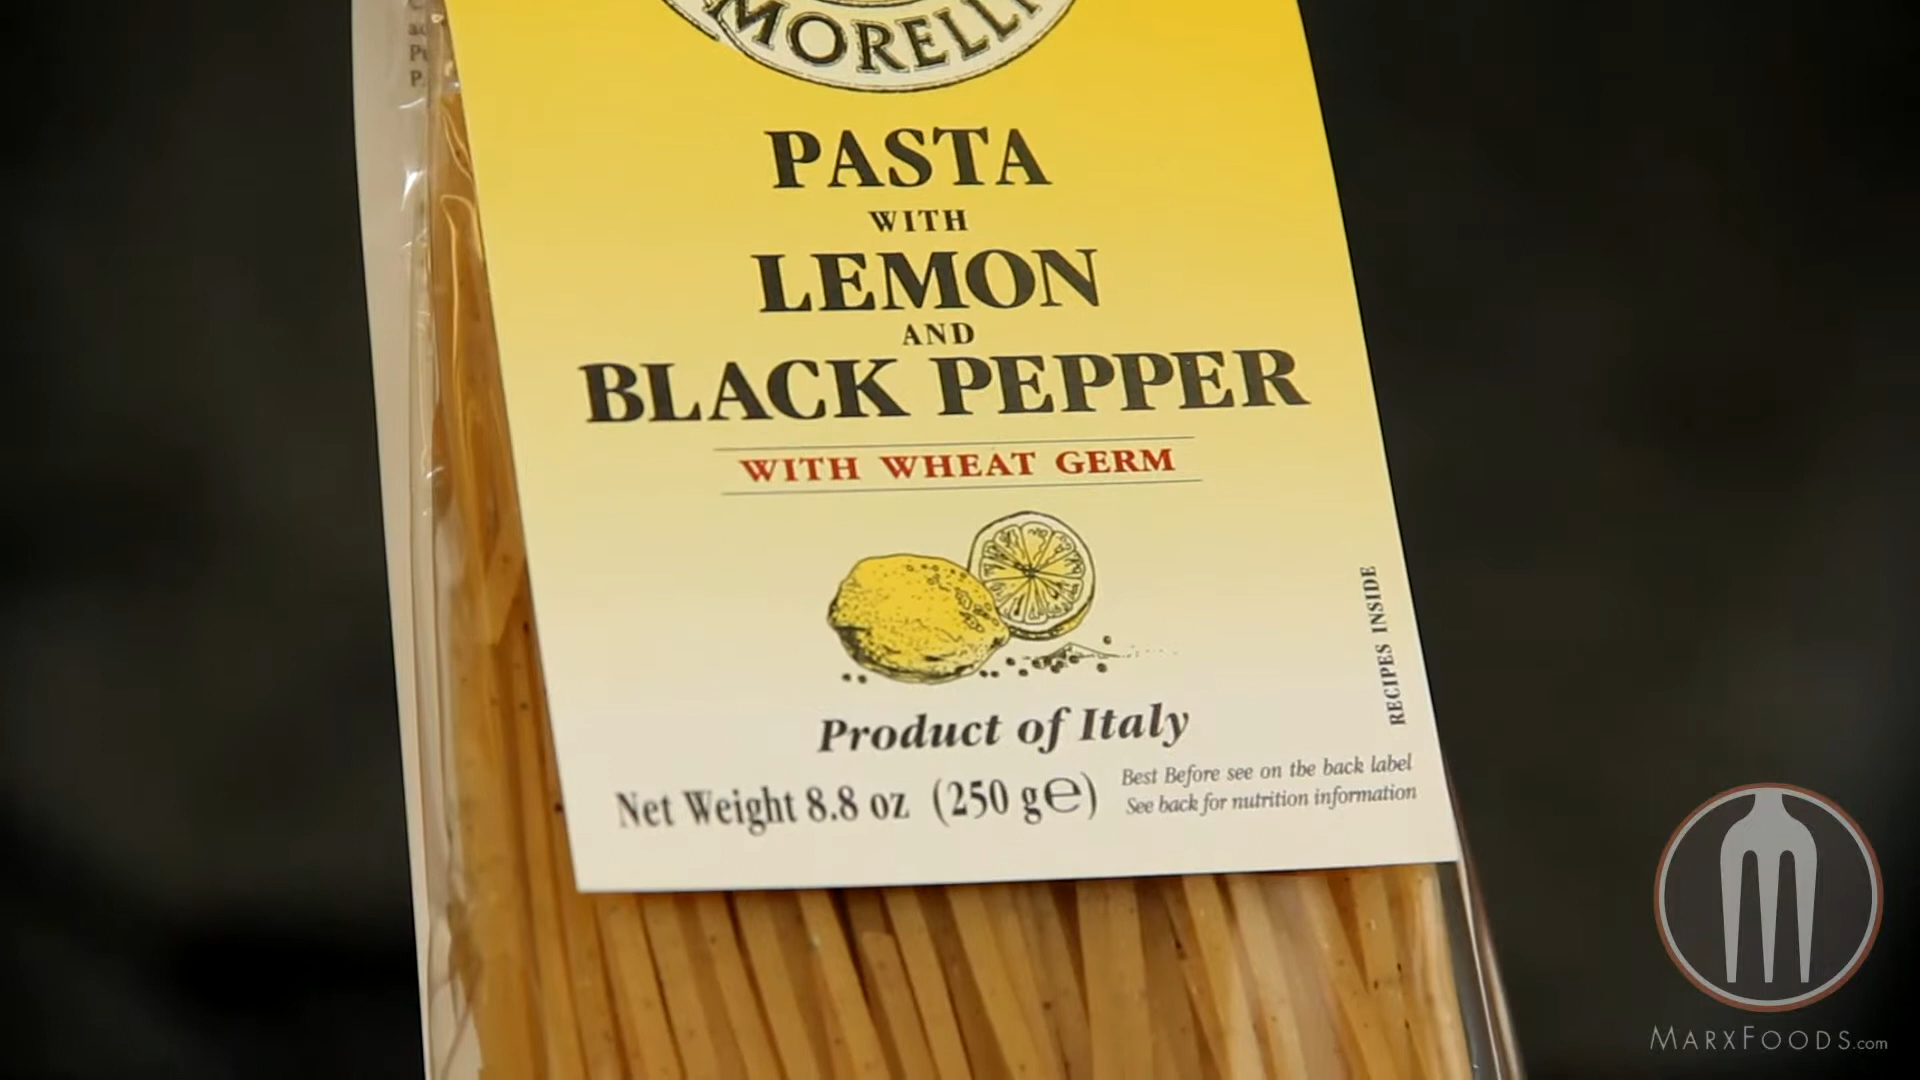 MORELLI
PASTA
WITH
LEMON
AND
BLACK PEPPER
WITH WHEAT GERM
RECIPES INSIDE
Product of Italy
Net Weight 8.8 oz (250 g℮)
Best Before see on the back label
See back for nutrition information
MARXFOODS.com